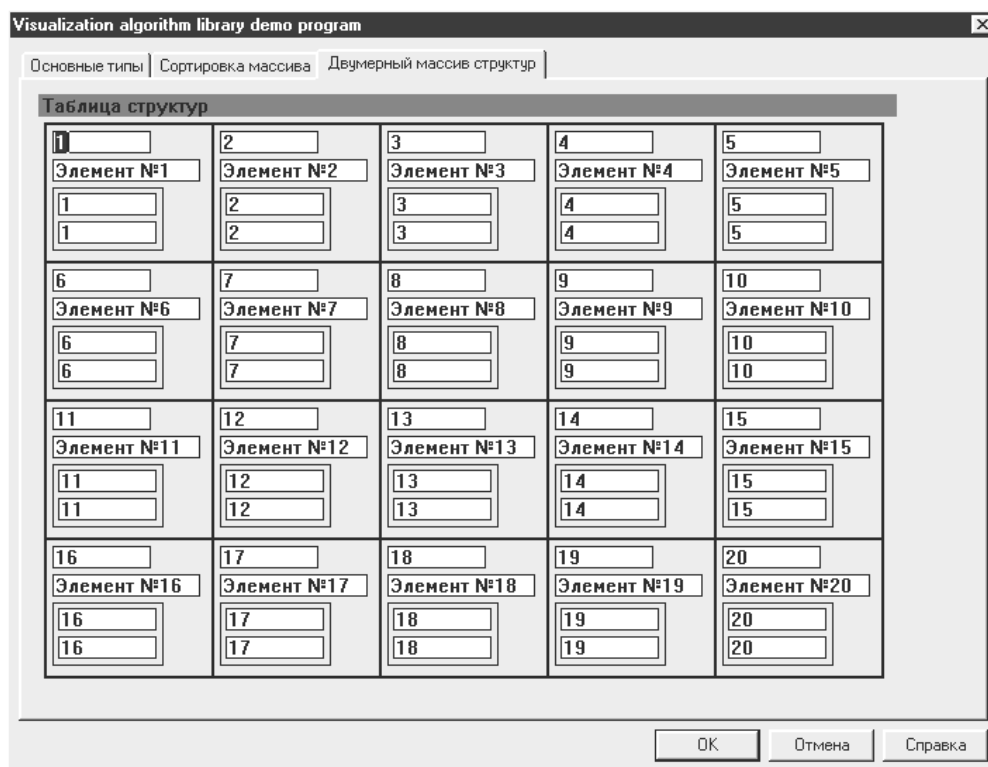 Visualization algorithm library demo program
Основные типы Сортировка массива Двумерный массив структур
Таблица структур
1 2 3 4 5
Элемент №1 Элемент №2 Элемент №3 Элемент №4 Элемент №5
1 2 3 4 5
1 2 3 4 5
6 7 8 9 10
Элемент №6 Элемент №7 Элемент №8 Элемент №9 Элемент №10
6 7 8 9 10
6 7 8 9 10
11 12 13 14 15
Элемент №11 Элемент №12 Элемент №13 Элемент №14 Элемент №15
11 12 13 14 15
11 12 13 14 15
16 17 18 19 20
Элемент №16 Элемент №17 Элемент №18 Элемент №19 Элемент №20
16 17 18 19 20
16 17 18 19 20
OK Отмена Справка